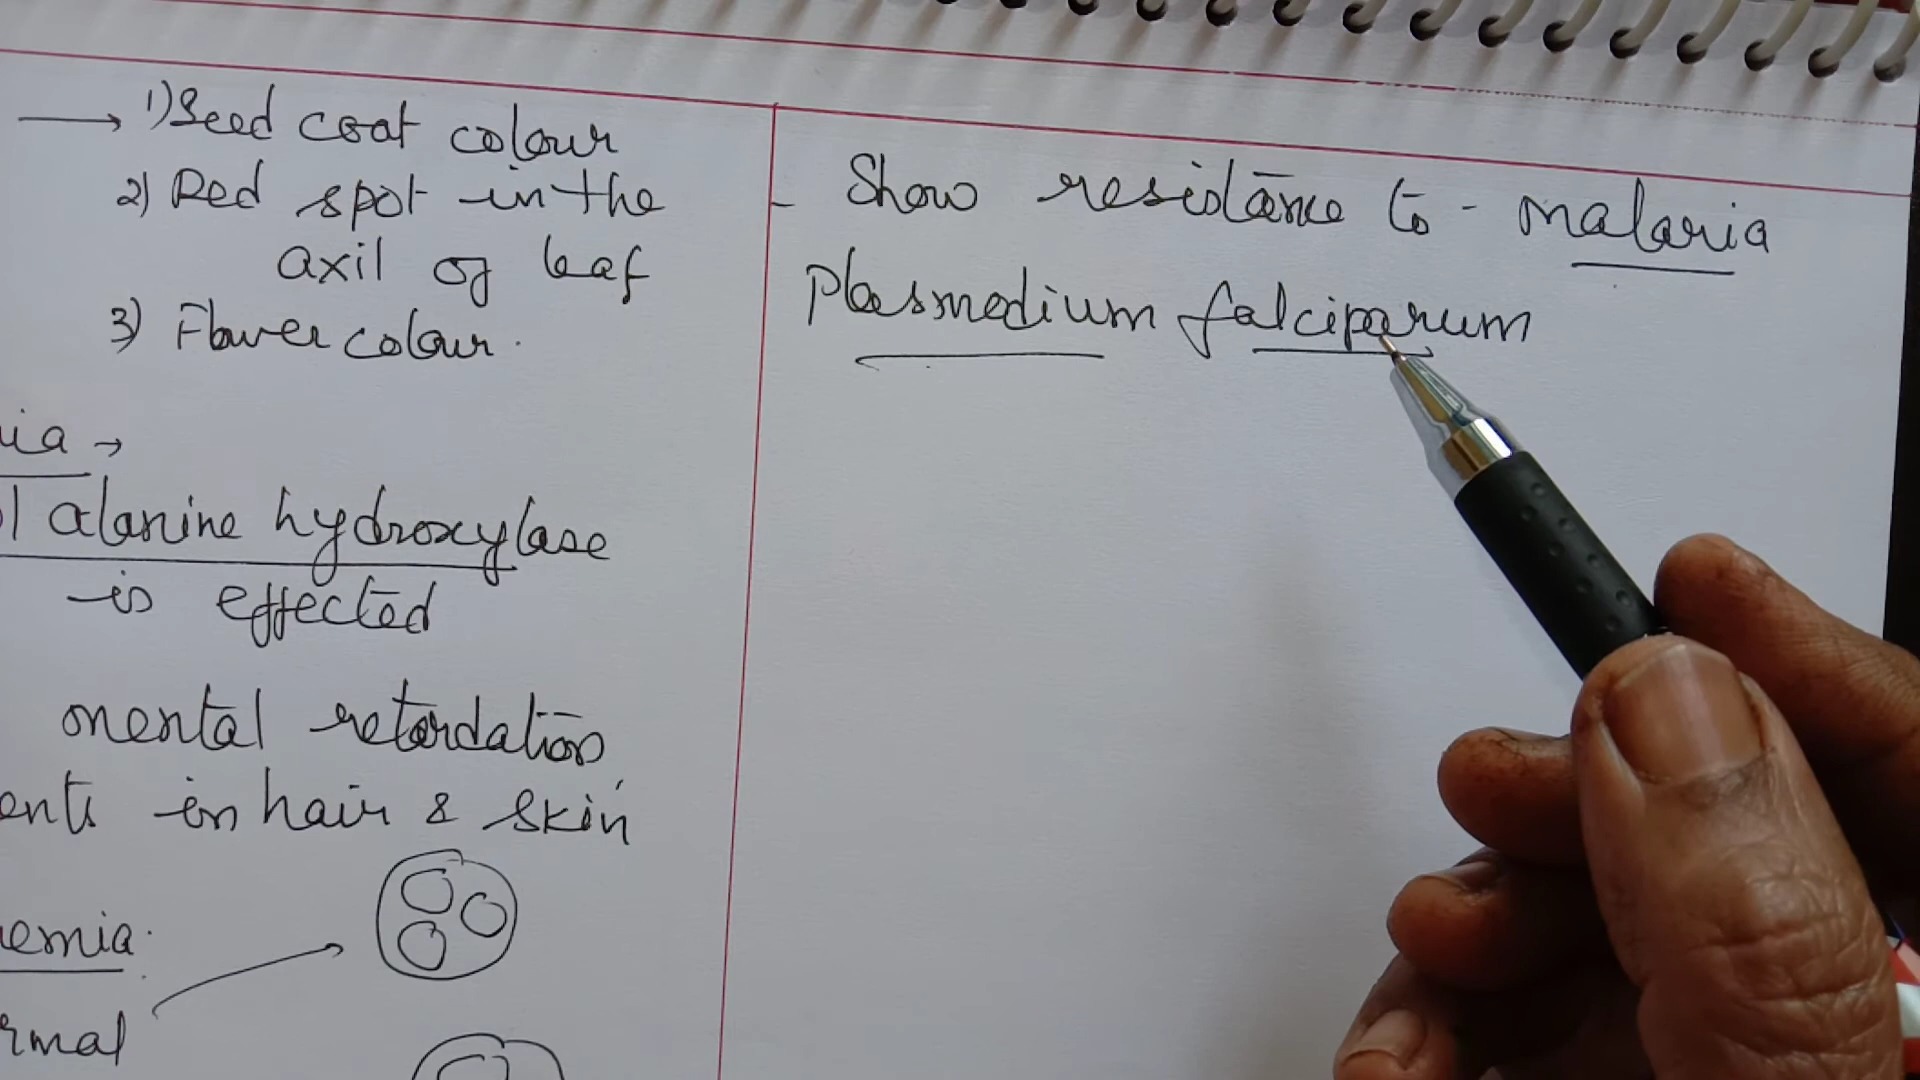 → 1) Seed coat colour
2) Red spot in the
axil of leaf
3) Flower colour.
ia →
l alanine hydroxylase
is effected
mental retardation
ents in hair & skin
emia.
rmal
- Show resistance to - malaria
Plasmodium falciparum